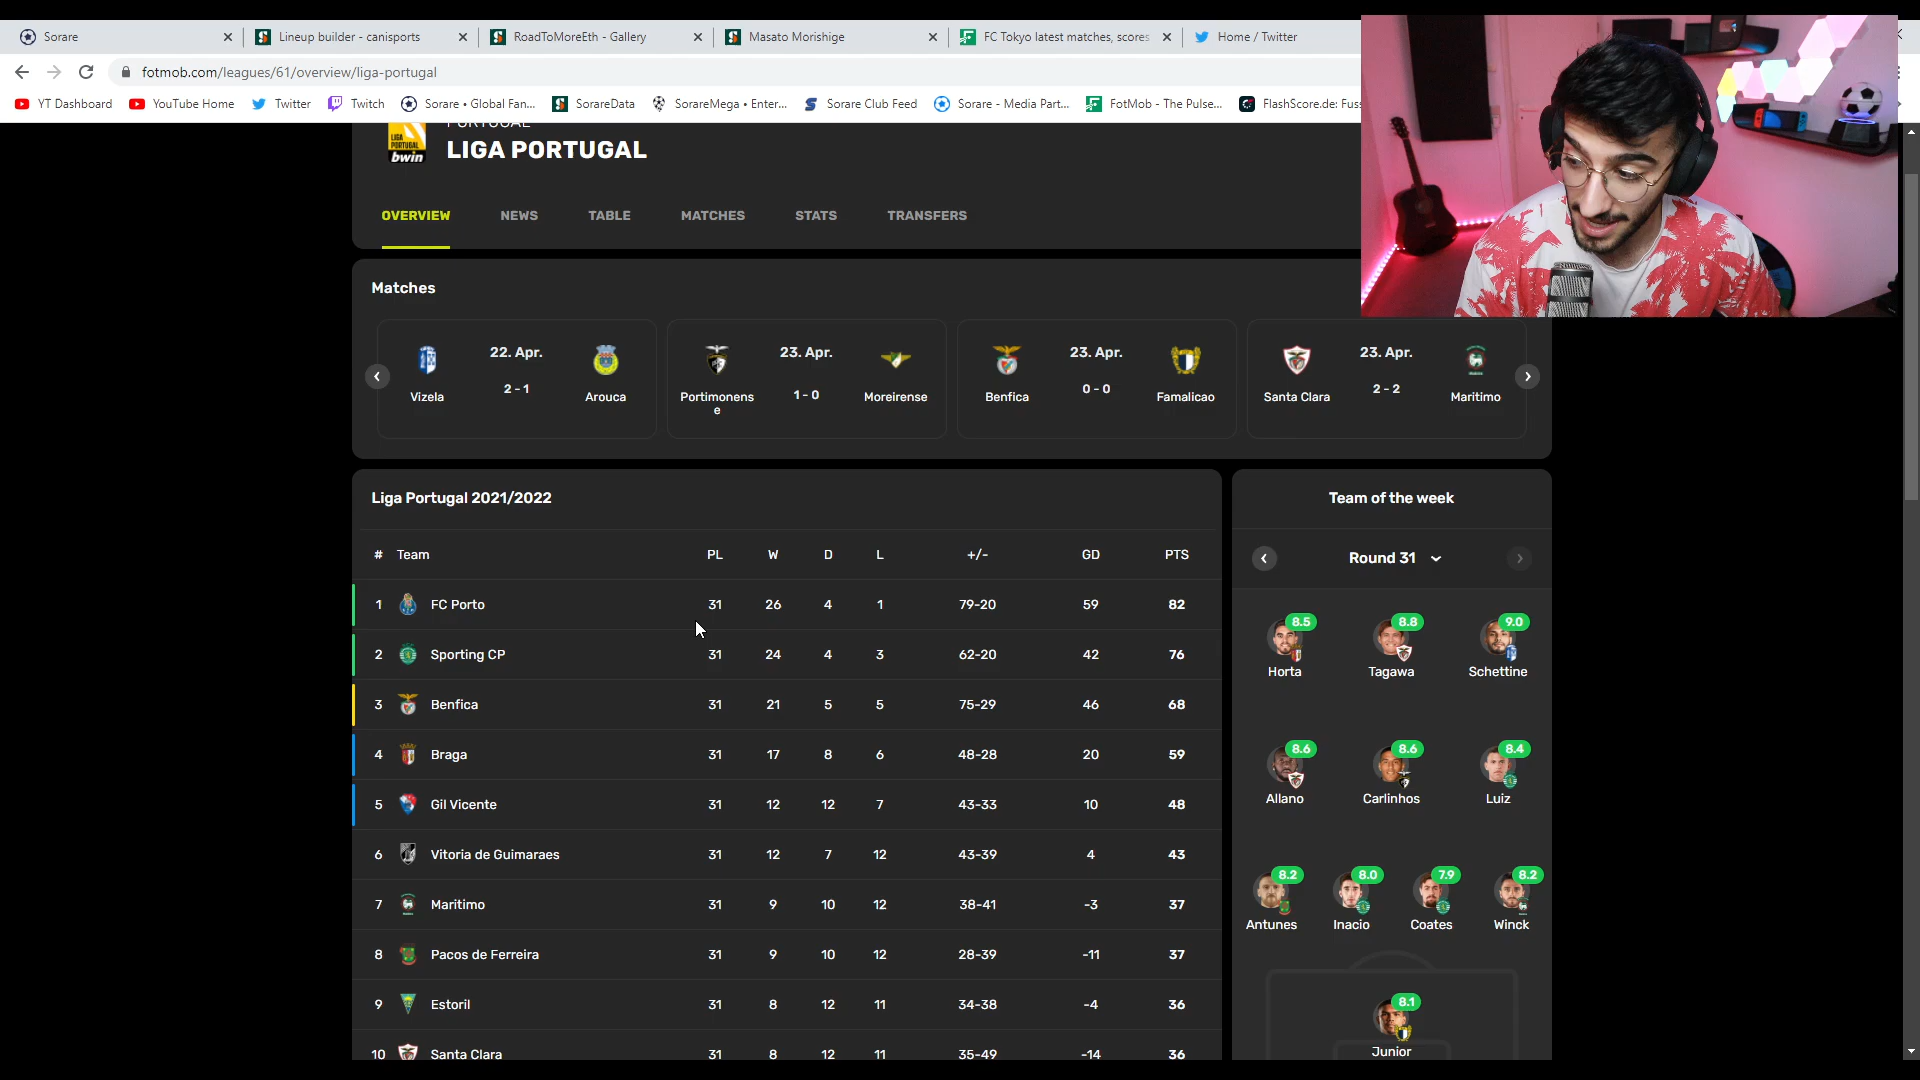 Sorare
Lineup builder - canisports
RoadToMoreEth - Gallery
Masato Morishige
FC Tokyo latest matches, scores
Home / Twitter
fotmob.com/leagues/61/overview/liga-portugal
YT Dashboard
YouTube Home
Twitter
Twitch
Sorare • Global Fan...
SorareData
SorareMega • Enter...
Sorare Club Feed
Sorare - Media Part...
FotMob - The Pulse...
FlashScore.de: Fuss
LIGA PORTUGAL bwin
PORTUGAL
LIGA PORTUGAL
OVERVIEW NEWS TABLE MATCHES STATS TRANSFERS
Matches
Vizela 22. Apr. 2 - 1 Arouca
Portimonense 23. Apr. 1 - 0 Moreirense
Benfica 23. Apr. 0 - 0 Famalicao
Santa Clara 23. Apr. 2 - 2 Maritimo
Liga Portugal 2021/2022
# Team PL W D L +/- GD PTS
1 FC Porto 31 26 4 1 79-20 59 82
2 Sporting CP 31 24 4 3 62-20 42 76
3 Benfica 31 21 5 5 75-29 46 68
4 Braga 31 17 8 6 48-28 20 59
5 Gil Vicente 31 12 12 7 43-33 10 48
6 Vitoria de Guimaraes 31 12 7 12 43-39 4 43
7 Maritimo 31 9 10 12 38-41 -3 37
8 Pacos de Ferreira 31 9 10 12 28-39 -11 37
9 Estoril 31 8 12 11 34-38 -4 36
10 Santa Clara 31 8 12 11 35-49 -14 36
Team of the week
Round 31
8.5 8.8 9.0
Horta Tagawa Schettine
8.6 8.6 8.4
Allano Carlinhos Luiz
8.2 8.0 7.9 8.2
Antunes Inacio Coates Winck
8.1
Junior